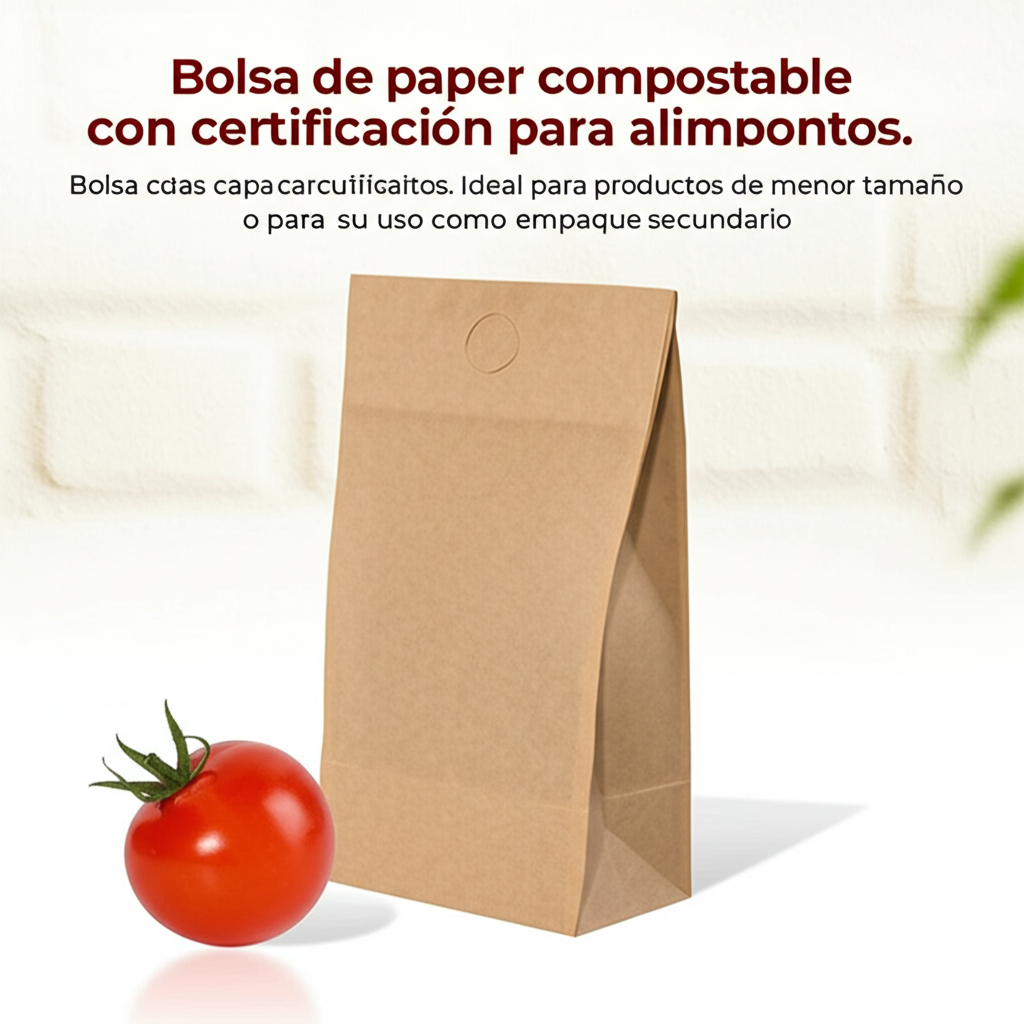 Bolsa de paper compostable
con certificación para alimpontos.
Bolsa cdas capa Ideal para productos de menor tamaño
o para su uso como empaque secundario